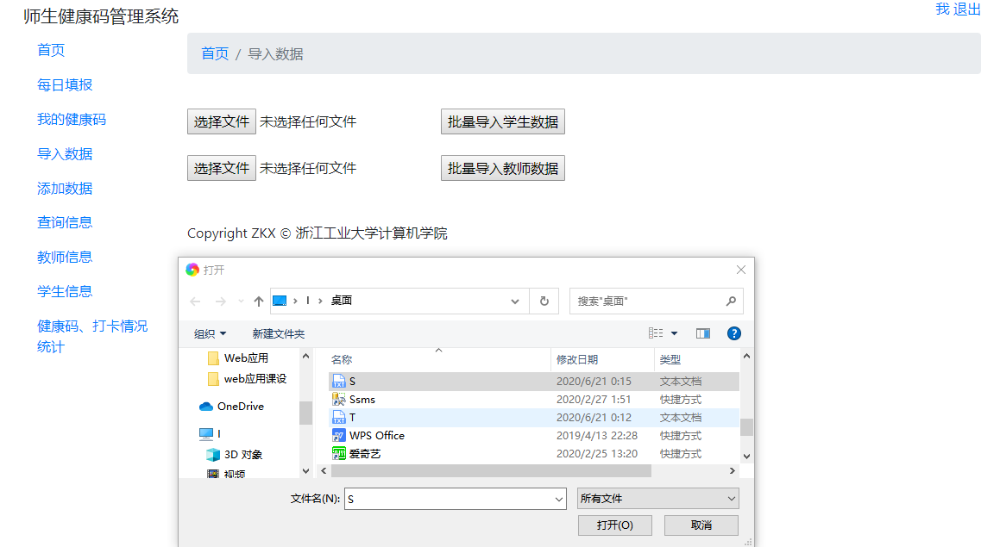 师生健康码管理系统
我 退出
首页
每日填报
我的健康码
导入数据
添加数据
查询信息
教师信息
学生信息
健康码、打卡情况
统计
首页 / 导入数据
选择文件 未选择任何文件 批量导入学生数据
选择文件 未选择任何文件 批量导入教师数据
Copyright ZKX © 浙江工业大学计算机学院
打开
I 桌面
搜索"桌面"
组织 新建文件夹
Web应用
web应用课设
OneDrive
I
3D 对象
视频
名称 修改日期 类型
S 2020/6/21 0:15 文本文档
Ssms 2020/2/27 1:51 快捷方式
T 2020/6/21 0:12 文本文档
WPS Office 2019/4/13 22:28 快捷方式
爱奇艺 2020/2/25 13:20 快捷方式
文件名(N): S 所有文件
打开(O) 取消